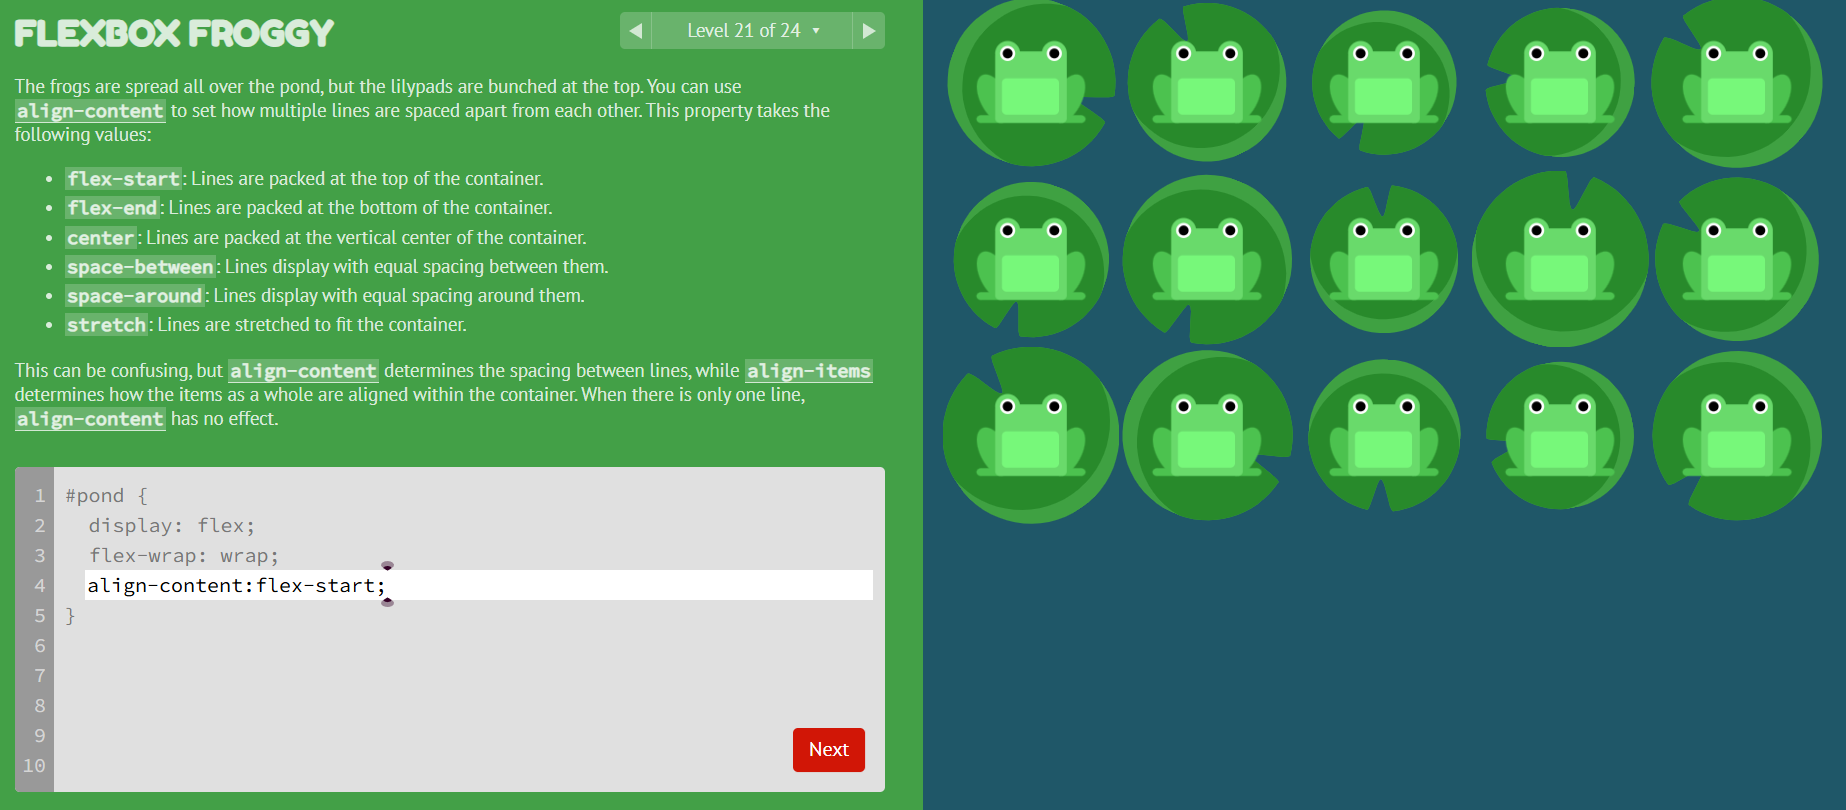 FLEXBOX FROGGY
Level 21 of 24
The frogs are spread all over the pond, but the lilypads are bunched at the top. You can use
align-content to set how multiple lines are spaced apart from each other. This property takes the
following values:
flex-start: Lines are packed at the top of the container.
flex-end: Lines are packed at the bottom of the container.
center: Lines are packed at the vertical center of the container.
space-between: Lines display with equal spacing between them.
space-around: Lines display with equal spacing around them.
stretch: Lines are stretched to fit the container.
This can be confusing, but align-content determines the spacing between lines, while align-items
determines how the items as a whole are aligned within the container. When there is only one line,
align-content has no effect.
1 #pond {
2 display: flex;
3 flex-wrap: wrap;
4 align-content:flex-start;
5 }
6
7
8
9
10
Next